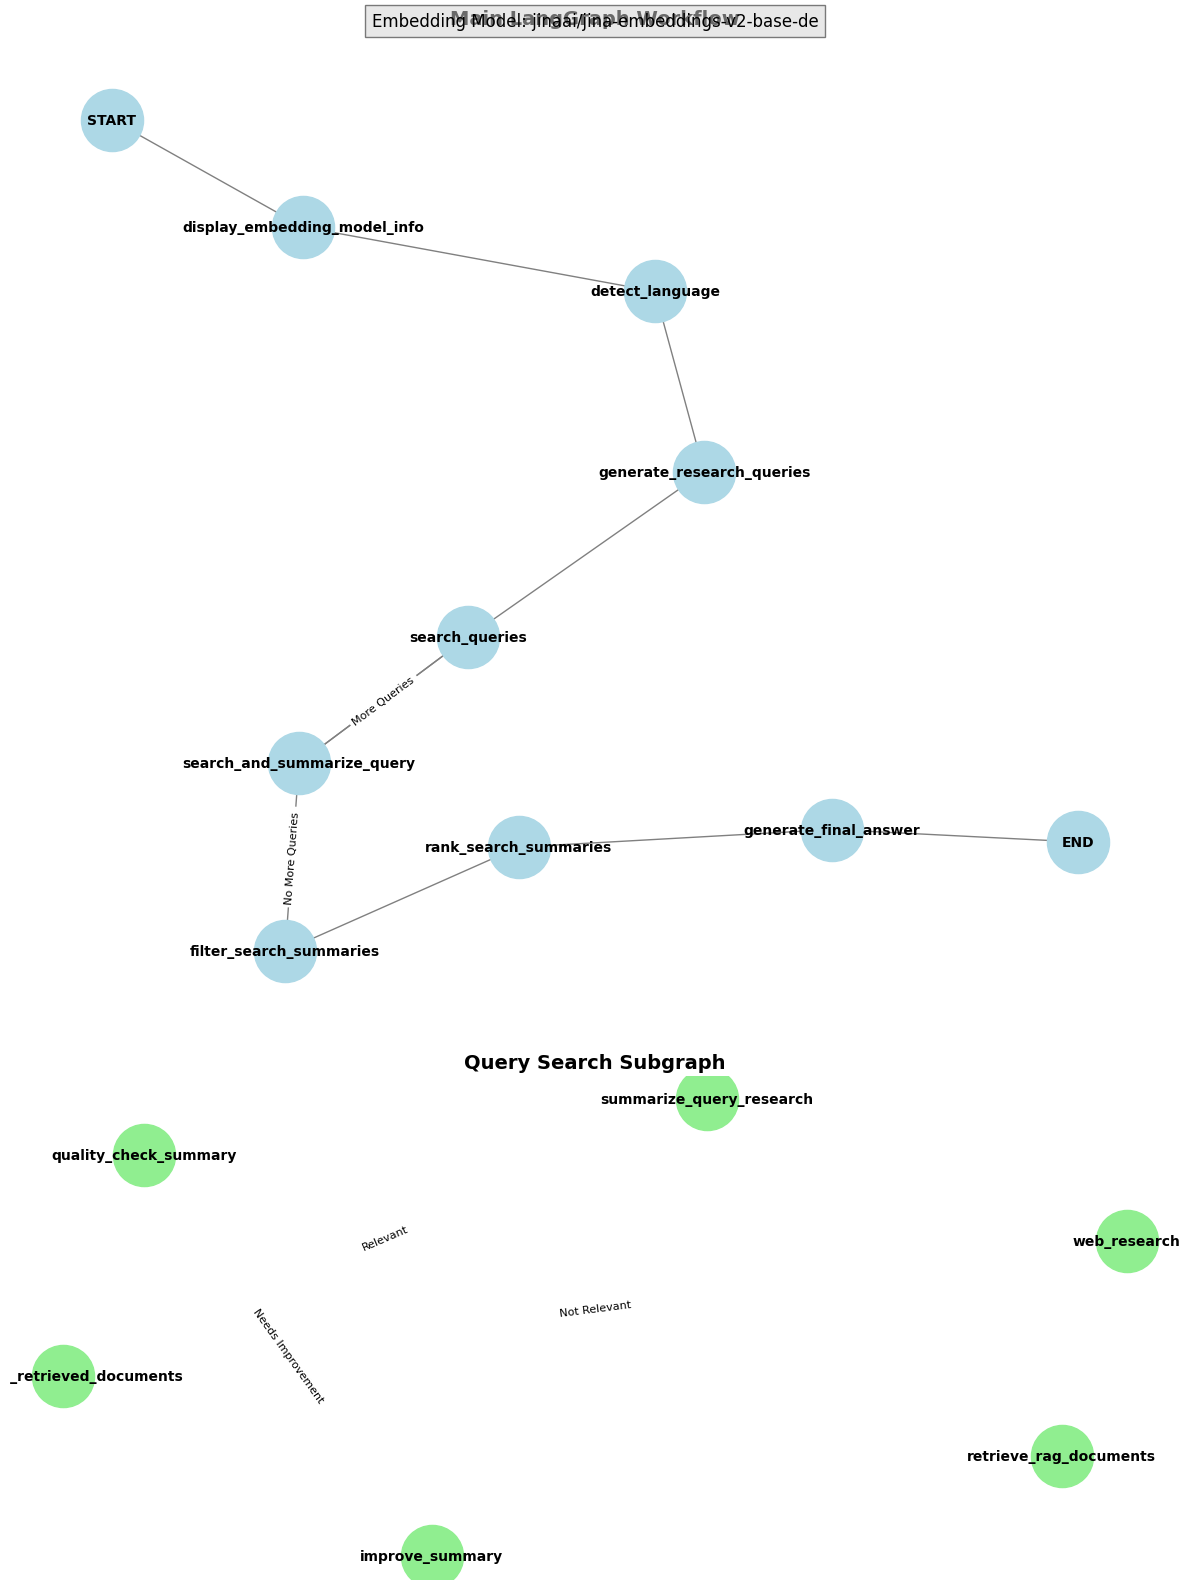 Main LangGraph Workflow
Embedding Model: jinaai/jina-embeddings-v2-base-de
START
display_embedding_model_info
detect_language
generate_research_queries
search_queries
More Queries
search_and_summarize_query
No More Queries
generate_final_answer
END
rank_search_summaries
filter_search_summaries
Query Search Subgraph
summarize_query_research
quality_check_summary
Relevant
web_research
Not Relevant
Needs Improvement
_retrieved_documents
retrieve_rag_documents
improve_summary